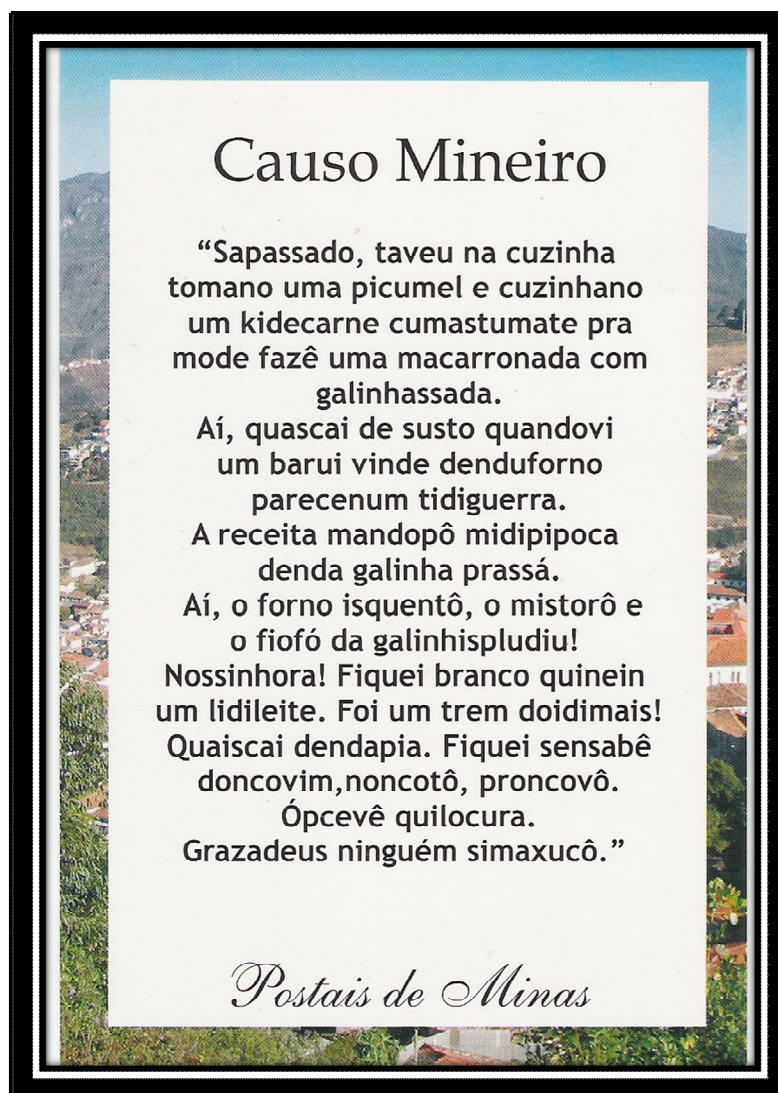 Causo Mineiro
“Sapassado, taveu na cuzinha
tomano uma picumel e cuzinhano
um kidecarne cumastumate pra
mode fazê uma macarronada com
galinhassada.
Aí, quascai de susto quandovi
um barui vinde denduforno
parecenum tidiguerra.
A receita mandopô midipipoca
denda galinha prassá.
Aí, o forno isquentô, o mistorô e
o fiofó da galinhispludiu!
Nossinhora! Fiquei branco quinein
um lidileite. Foi um trem doidimais!
Quaiscai dendapia. Fiquei sensabê
doncovim,noncotô, proncovô.
Ópcevê quilocura.
Grazadeus ninguém simaxucô.”
Postais de Minas